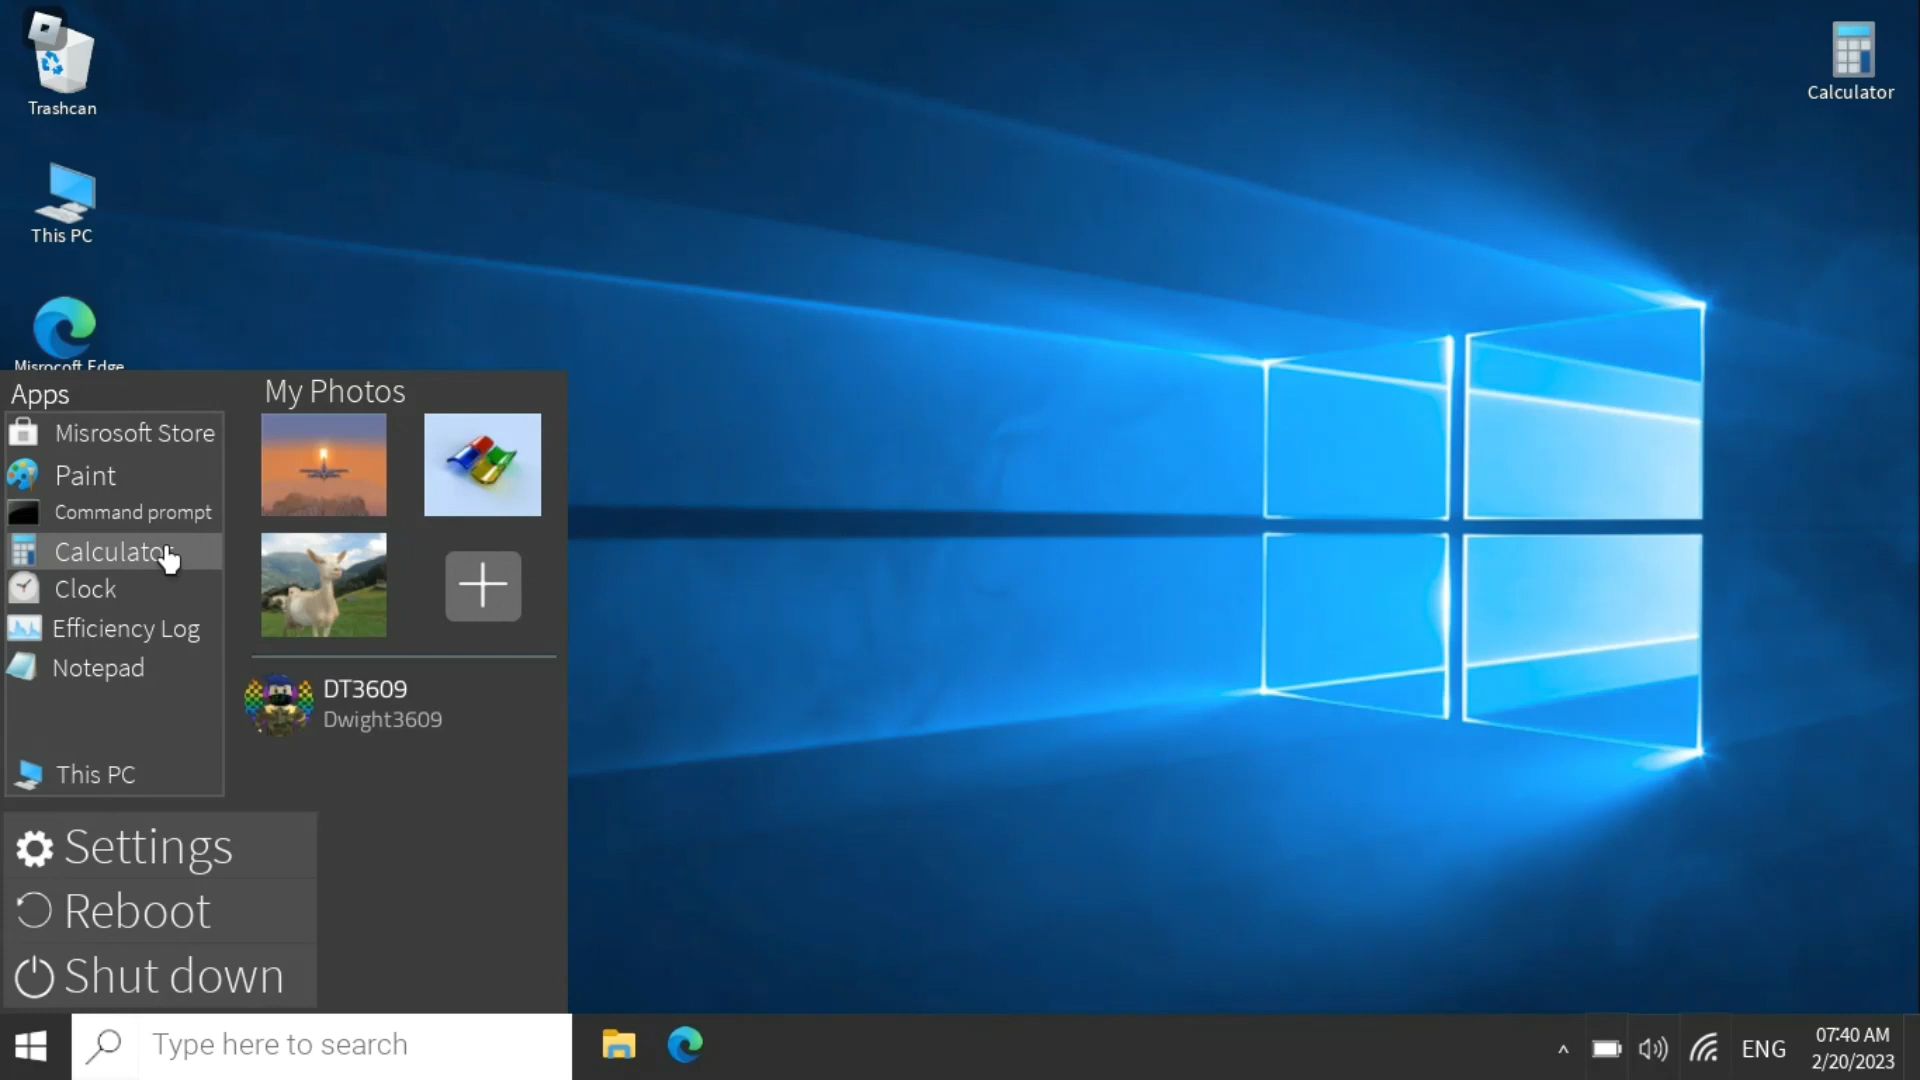 Trashcan
This PC
Misrocoft Edge
Calculator
Apps
Misrosoft Store
Paint
Command prompt
Calculator
Clock
Efficiency Log
Notepad
This PC
My Photos
DT3609
Dwight3609
Settings
Reboot
Shut down
Type here to search
ENG
07:40 AM
2/20/2023